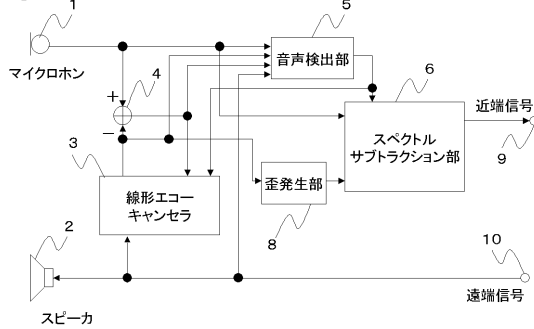 1
5
マイクロホン
音声検出部
4
6
+
近端信号
スペクトル
サブトラクション部
−
3
9
線形エコー
キャンセラ
歪発生部
2
8
10
スピーカ
遠端信号